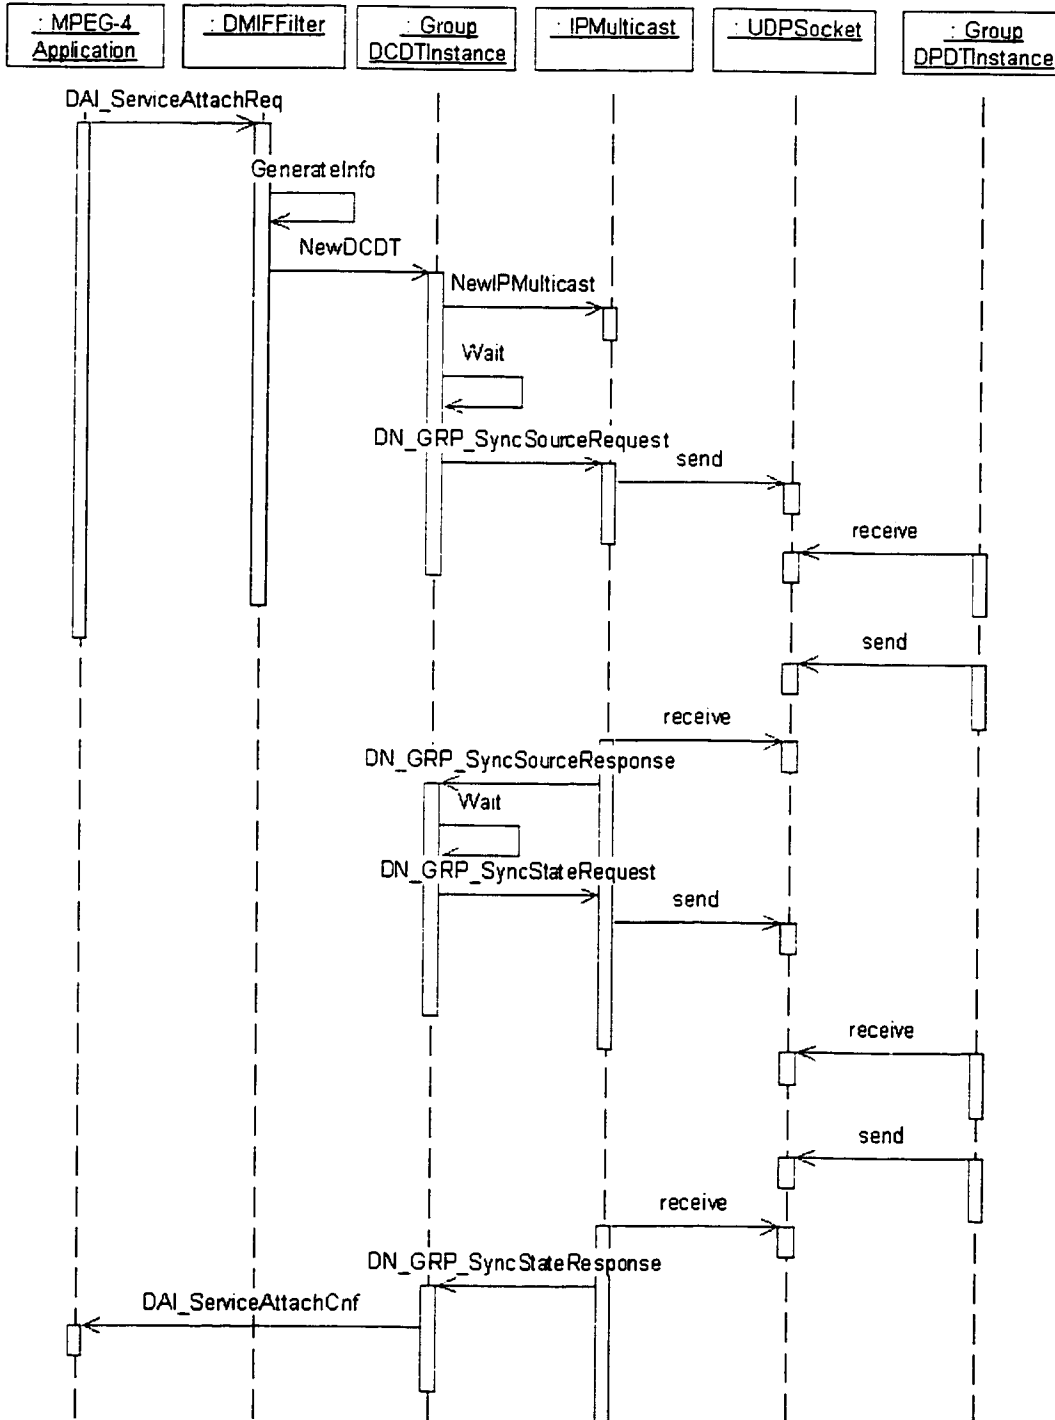 : MPEG-4
Application
: DMIFFilter
: Group
DCDTInstance
: IPMulticast
: UDPSocket
: Group
DPDTInstance
DAI_ServiceAttachReq
GenerateInfo
NewDCDT
NewIPMulticast
Wait
DN_GRP_SyncSourceRequest
send
receive
send
receive
DN_GRP_SyncSourceResponse
Wait
DN_GRP_SyncStateRequest
send
receive
send
receive
DN_GRP_SyncStateResponse
DAI_ServiceAttachCnf